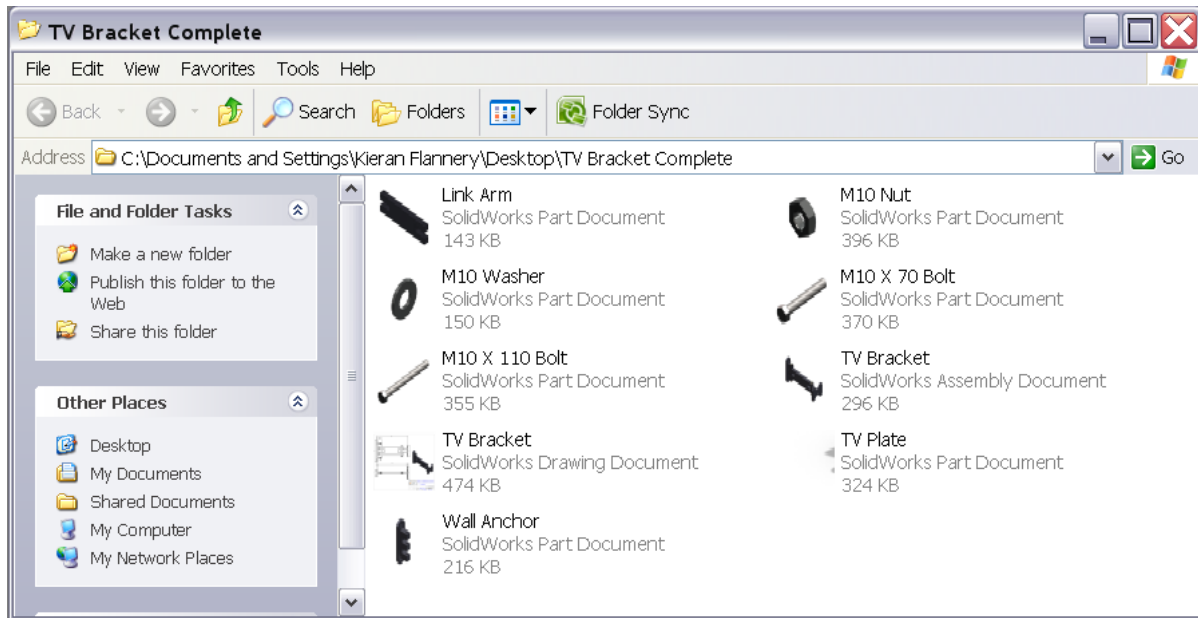 TV Bracket Complete
File Edit View Favorites Tools Help
Back Search Folders Folder Sync
Address C:\Documents and Settings\Kieran Flannery\Desktop\TV Bracket Complete Go
File and Folder Tasks
Make a new folder
Publish this folder to the
Web
Share this folder
Other Places
Desktop
My Documents
Shared Documents
My Computer
My Network Places
Link Arm
SolidWorks Part Document
143 KB
M10 Nut
SolidWorks Part Document
396 KB
M10 Washer
SolidWorks Part Document
150 KB
M10 X 70 Bolt
SolidWorks Part Document
370 KB
M10 X 110 Bolt
SolidWorks Part Document
355 KB
TV Bracket
SolidWorks Assembly Document
296 KB
TV Bracket
SolidWorks Drawing Document
474 KB
TV Plate
SolidWorks Part Document
324 KB
Wall Anchor
SolidWorks Part Document
216 KB